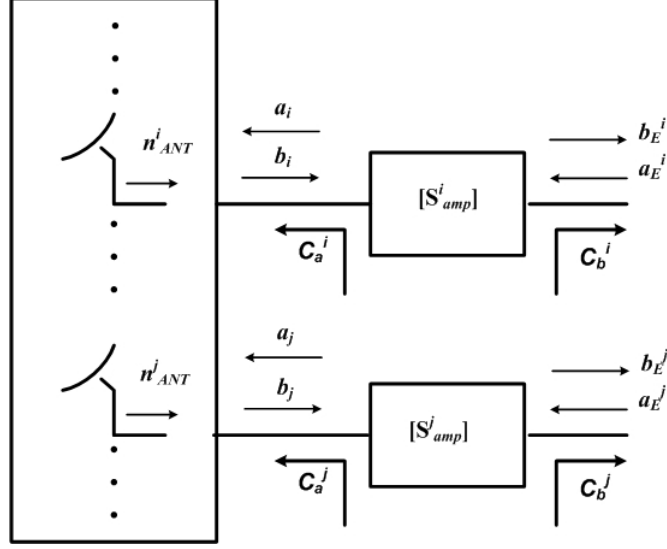 a_i
b_E^i
n^i_ANT
b_i
a_E^i
[S^i_amp]
C_a^i
C_b^i
a_j
b_E^j
n^j_ANT
b_j
a_E^j
[S^j_amp]
C_a^j
C_b^j